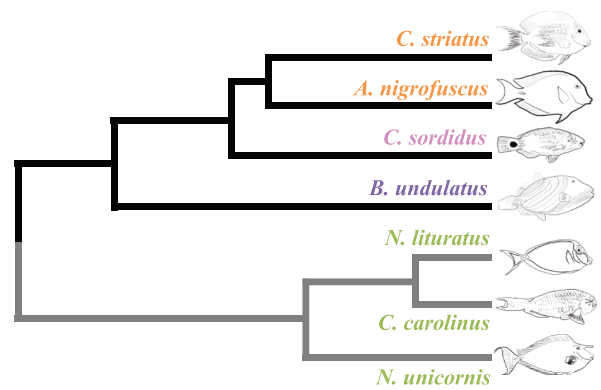 C. striatus
A. nigrofuscus
C. sordidus
B. undulatus
N. lituratus
C. carolinus
N. unicornis